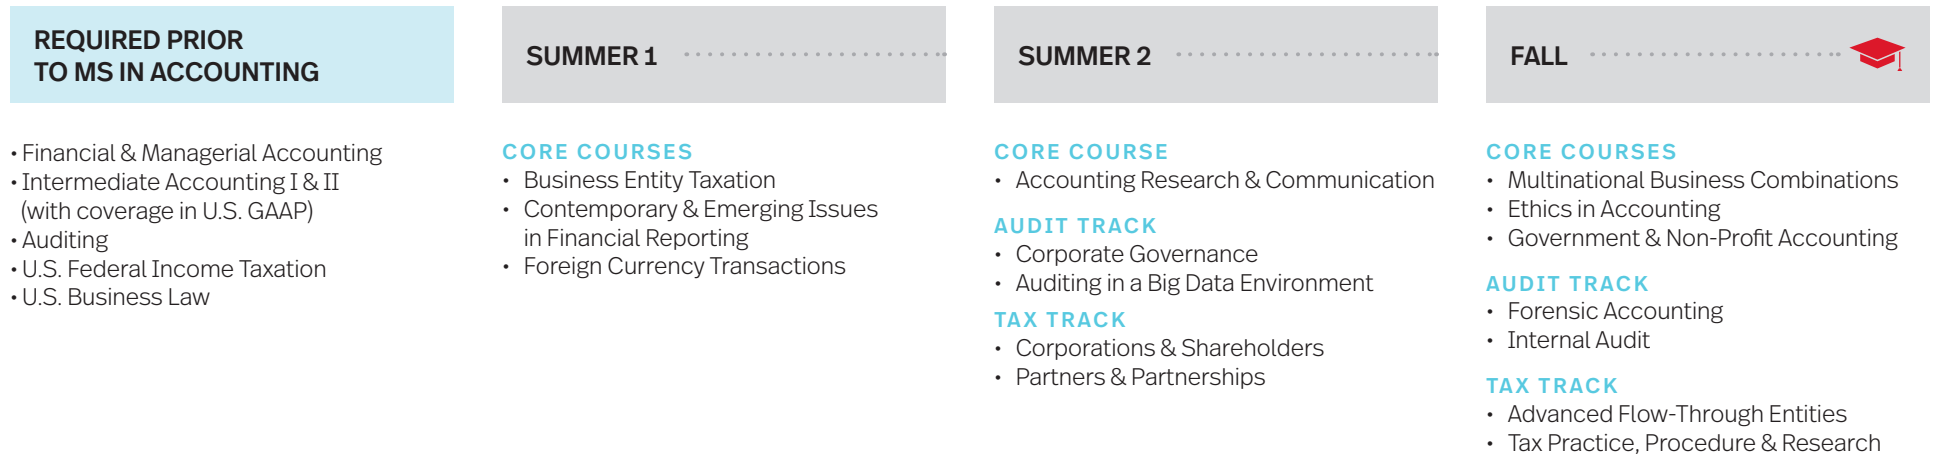 REQUIRED PRIOR
TO MS IN ACCOUNTING
• Financial & Managerial Accounting
• Intermediate Accounting I & II
(with coverage in U.S. GAAP)
• Auditing
• U.S. Federal Income Taxation
• U.S. Business Law
SUMMER 1
CORE COURSES
• Business Entity Taxation
• Contemporary & Emerging Issues
in Financial Reporting
• Foreign Currency Transactions
SUMMER 2
CORE COURSE
• Accounting Research & Communication
AUDIT TRACK
• Corporate Governance
• Auditing in a Big Data Environment
TAX TRACK
• Corporations & Shareholders
• Partners & Partnerships
FALL
CORE COURSES
• Multinational Business Combinations
• Ethics in Accounting
• Government & Non-Profit Accounting
AUDIT TRACK
• Forensic Accounting
• Internal Audit
TAX TRACK
• Advanced Flow-Through Entities
• Tax Practice, Procedure & Research